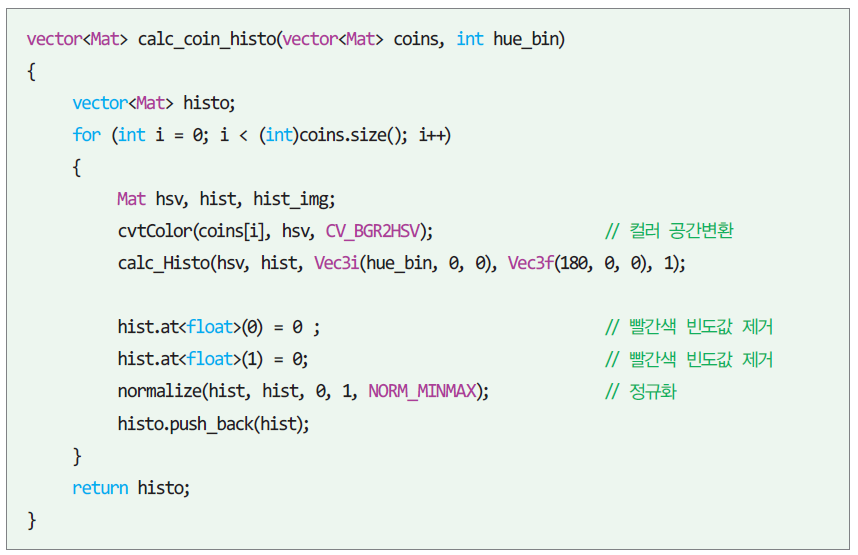 vector<Mat> calc_coin_histo(vector<Mat> coins, int hue_bin)
{
vector<Mat> histo;
for (int i = 0; i < (int)coins.size(); i++)
{
Mat hsv, hist, hist_img;
cvtColor(coins[i], hsv, CV_BGR2HSV); // 컬러 공간변환
calc_Histo(hsv, hist, Vec3i(hue_bin, 0, 0), Vec3f(180, 0, 0), 1);
hist.at<float>(0) = 0 ; // 빨간색 빈도값 제거
hist.at<float>(1) = 0; // 빨간색 빈도값 제거
normalize(hist, hist, 0, 1, NORM_MINMAX); // 정규화
histo.push_back(hist);
}
return histo;
}